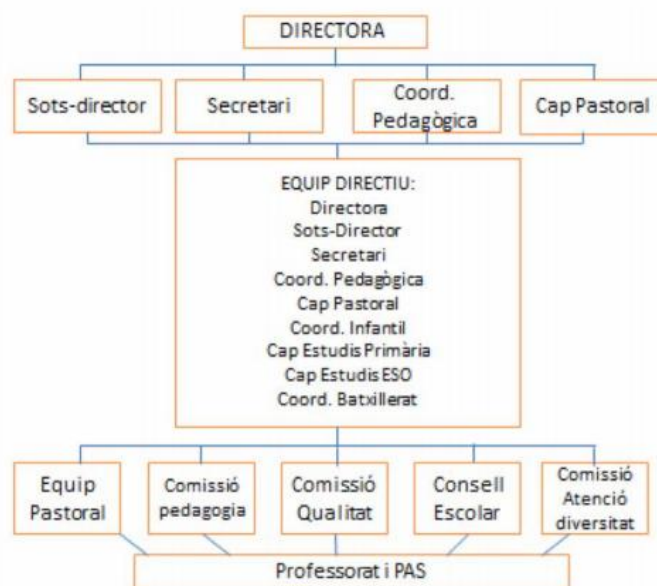 DIRECTORA
Sots-director
Secretari
Coord.
Pedagògica
Cap Pastoral
EQUIP DIRECTIU:
Directora
Sots-Director
Secretari
Coord. Pedagògica
Cap Pastoral
Coord. Infantil
Cap Estudis Primària
Cap Estudis ESO
Coord. Batxillerat
Equip
Pastoral
Comissió
pedagogia
Comissió
Qualitat
Consell
Escolar
Comissió
Atenció
diversitat
Professorat i PAS